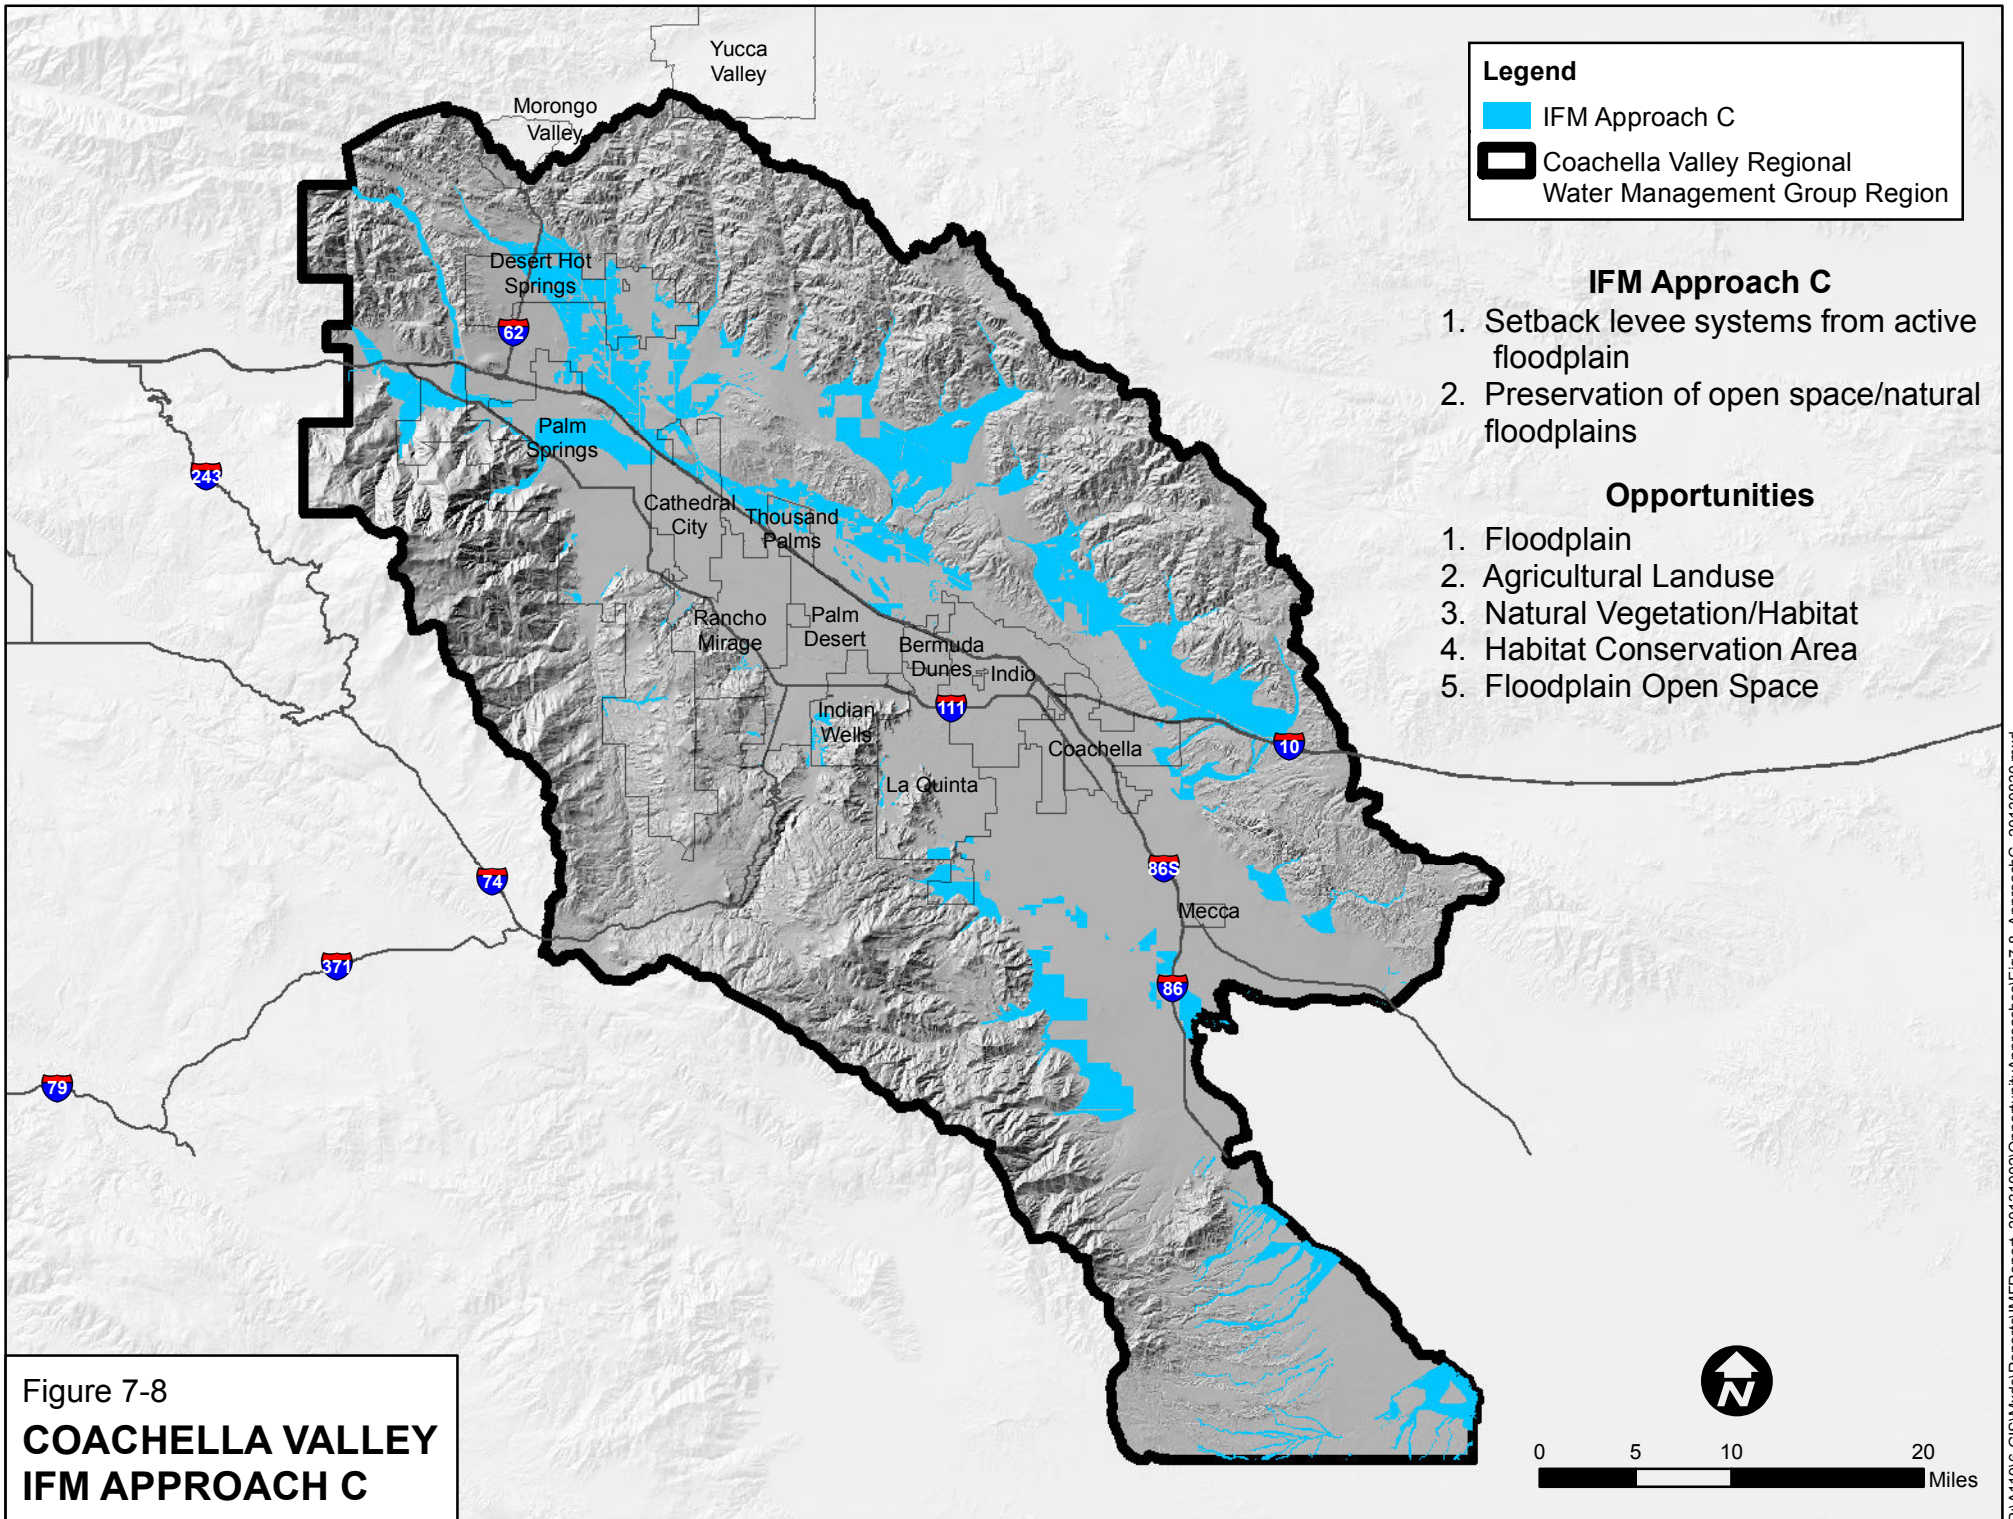 Yucca
Valley
Morongo
Valley
Legend
IFM Approach C
Coachella Valley Regional
Water Management Group Region
Desert Hot
Springs
62
IFM Approach C
1. Setback levee systems from active
floodplain
2. Preservation of open space/natural
floodplains
Palm
Springs
243
Opportunities
1. Floodplain
2. Agricultural Landuse
3. Natural Vegetation/Habitat
4. Habitat Conservation Area
5. Floodplain Open Space
Cathedral
City
Thousand
Palms
Rancho
Mirage
Palm
Desert
Bermuda
Dunes
Indio
Indian
Wells
111
Coachella
10
La Quinta
86S
74
Mecca
371
86
79
N
Figure 7-8
COACHELLA VALLEY
IFM APPROACH C
0 5 10 20
Miles